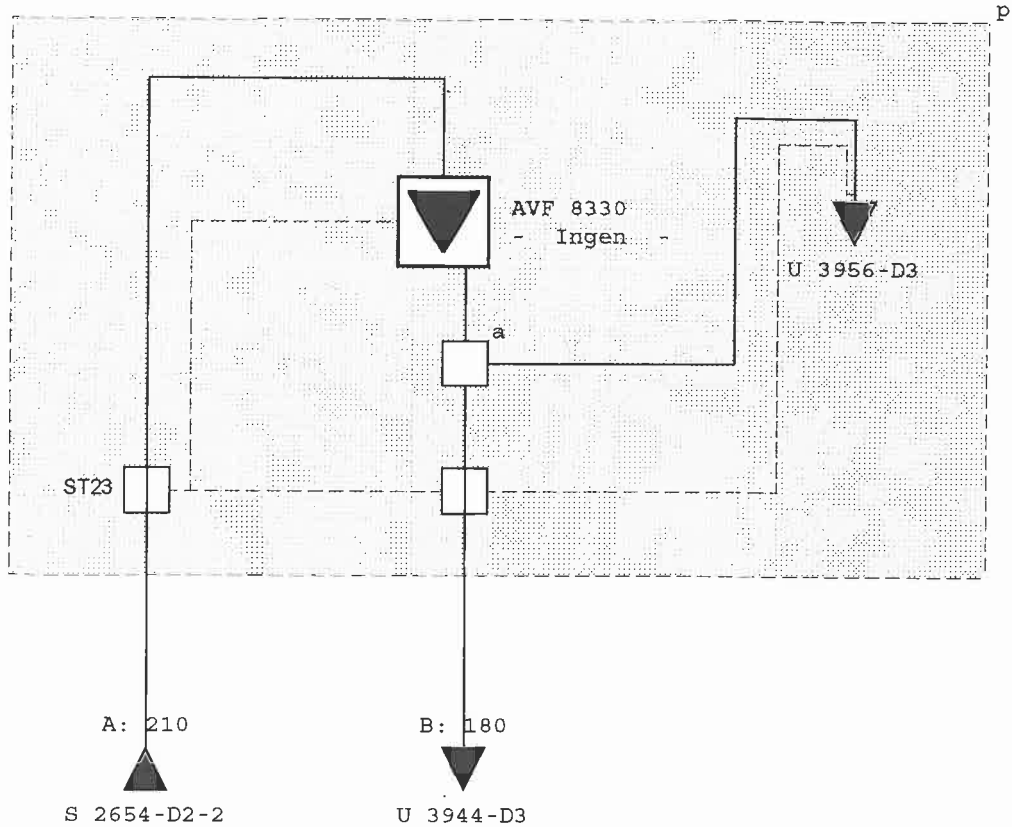 p
AVF 8330
- Ingen -
U 3956-D3
a
ST23
A: 210
B: 180
S 2654-D2-2
U 3944-D3